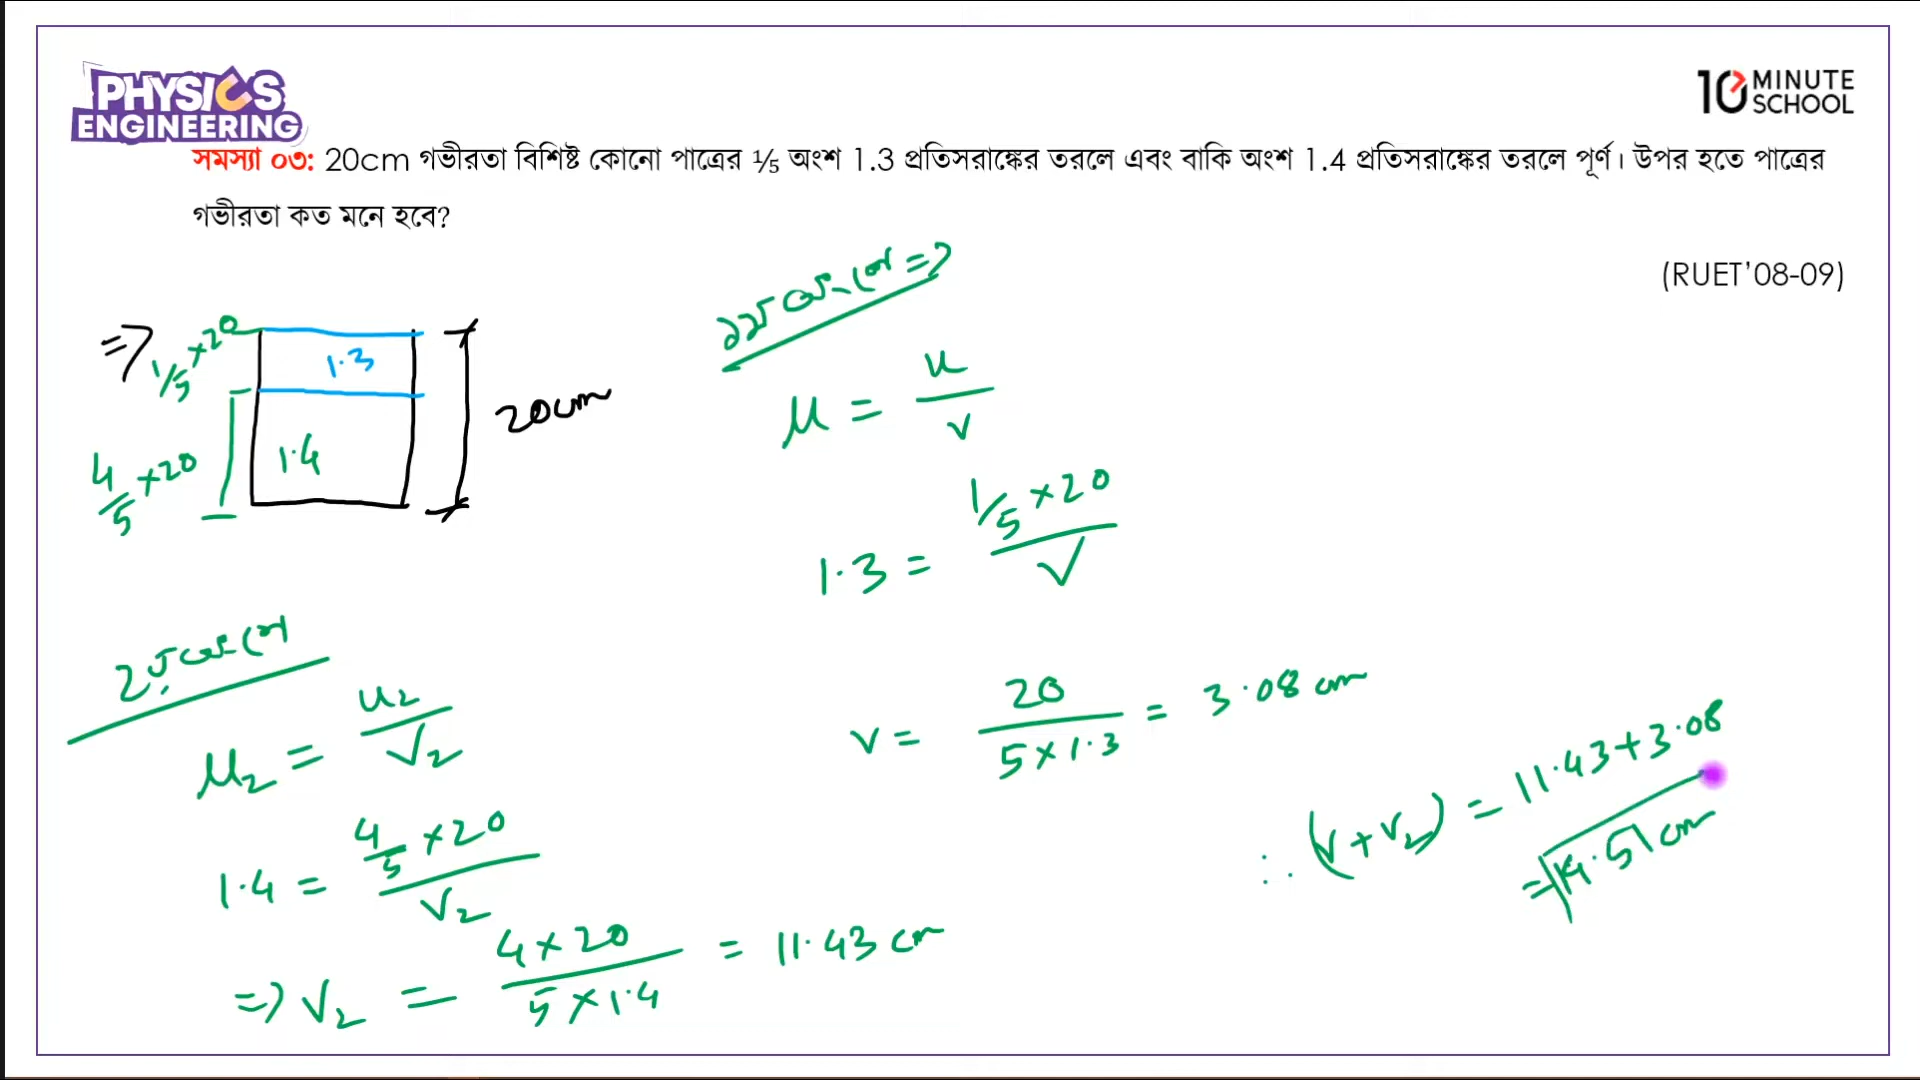 PHYSICS
ENGINEERING
10 MINUTE
SCHOOL
সমস্যা ০৩: 20cm গভীরতা বিশিষ্ট কোনো পাত্রের ⅕ অংশ 1.3 প্রতিসরাঙ্কের তরলে এবং বাকি অংশ 1.4 প্রতিসরাঙ্কের তরলে পূর্ণ। উপর হতে পাত্রের
গভীরতা কত মনে হবে?
(RUET'08-09)
=> 1/5 × 20
1.3
20cm
4/5 × 20
1.4
μ = u/v
1.3 = (1/5 × 20)/v
v = 20/(5 × 1.3) = 3.08 cm
μ₂ = u₂/v₂
1.4 = (4/5 × 20)/v₂
=> v₂ = (4 × 20)/(5 × 1.4) = 11.43 cm
∴ (v + v₂) = 11.43 + 3.08
= 14.51 cm